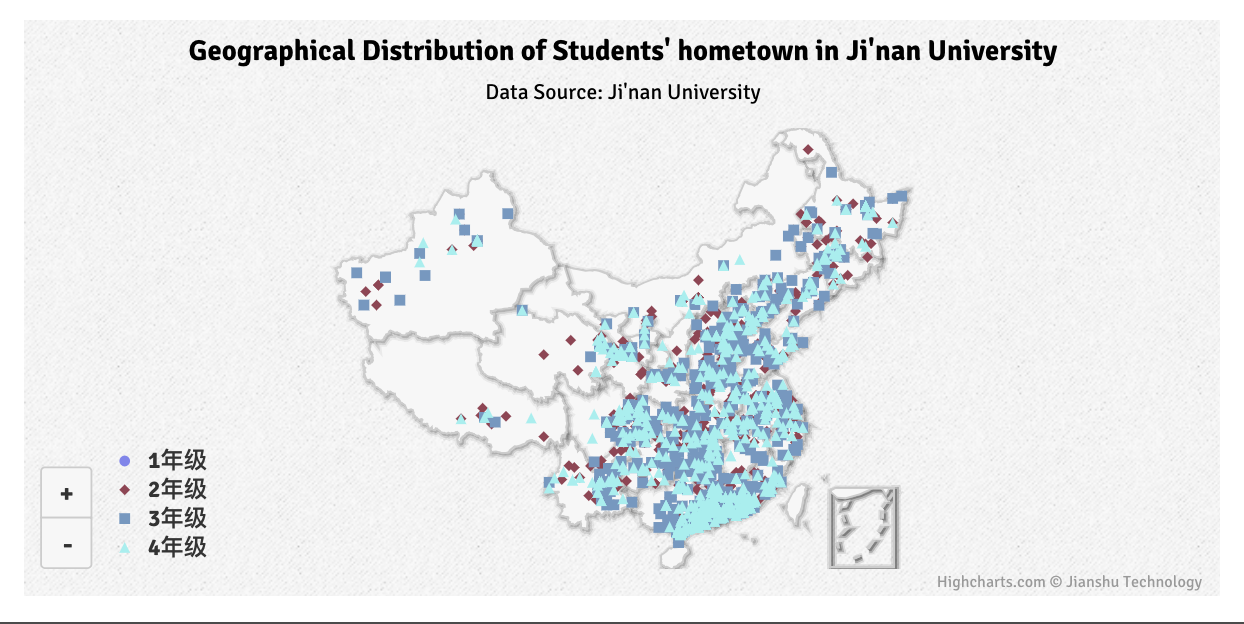 Geographical Distribution of Students' hometown in Ji'nan University
Data Source: Ji'nan University
1年级
2年级
3年级
4年级
+
-
Highcharts.com © Jianshu Technology